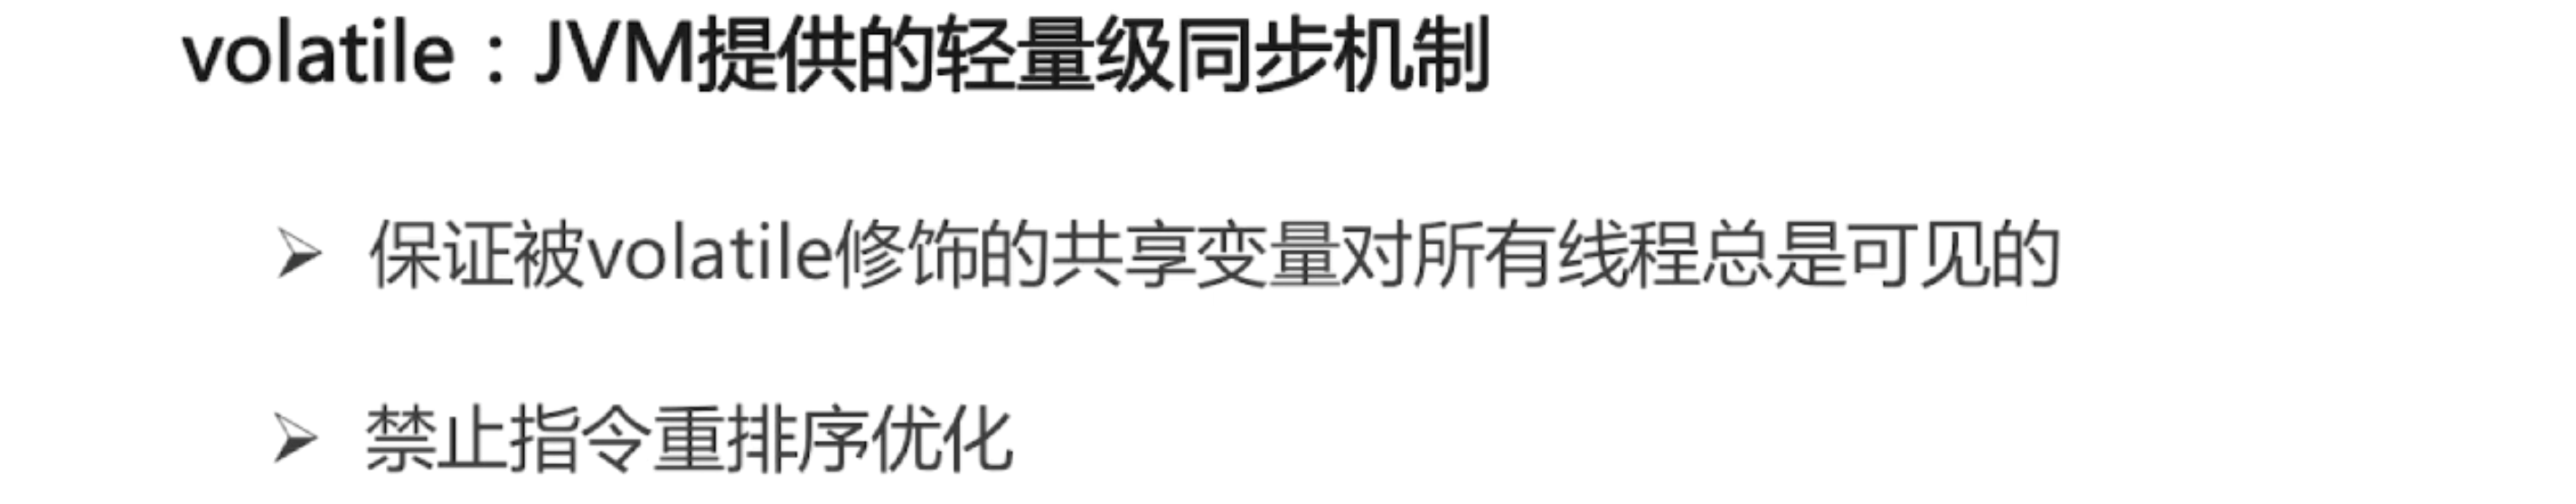 volatile：JVM提供的轻量级同步机制
➢ 保证被volatile修饰的共享变量对所有线程总是可见的
➢ 禁止指令重排序优化